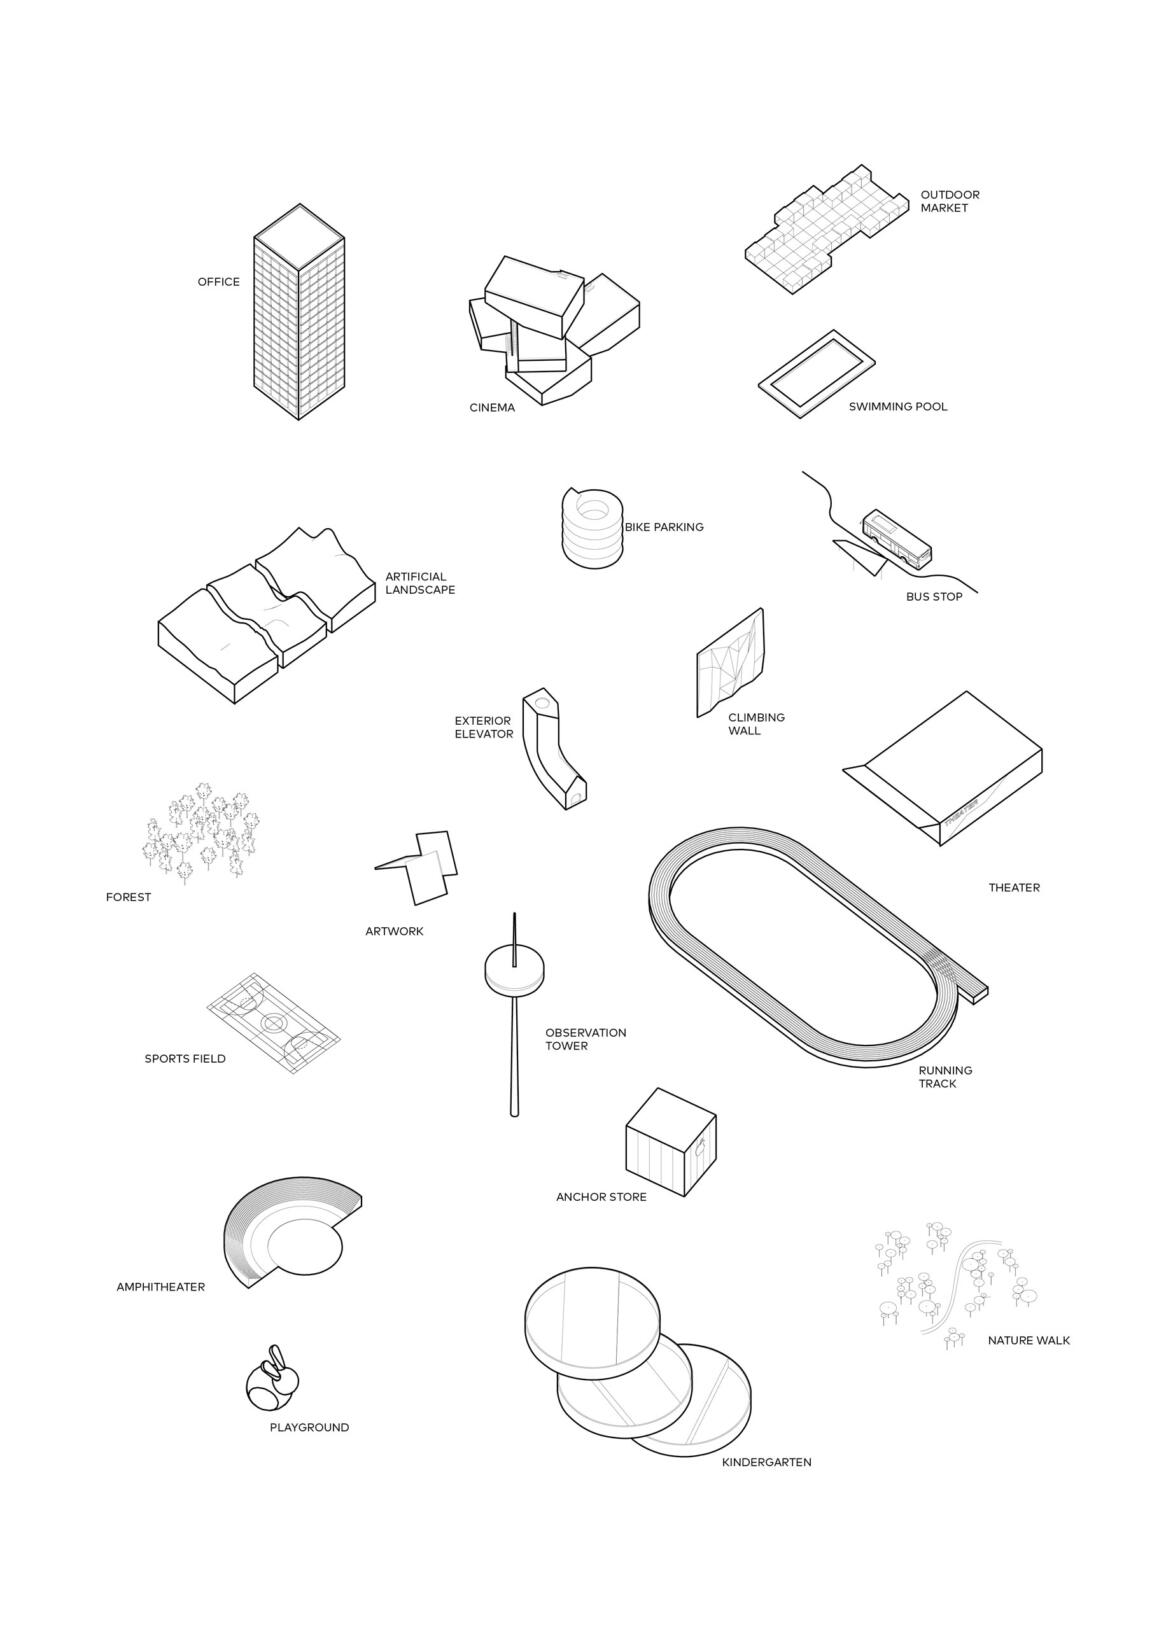 OUTDOOR
MARKET
OFFICE
CINEMA
SWIMMING POOL
BIKE PARKING
ARTIFICIAL
LANDSCAPE
BUS STOP
EXTERIOR
ELEVATOR
CLIMBING
WALL
THEATER
FOREST
THEATER
ARTWORK
OBSERVATION
TOWER
SPORTS FIELD
RUNNING
TRACK
ANCHOR STORE
AMPHITHEATER
NATURE WALK
PLAYGROUND
KINDERGARTEN